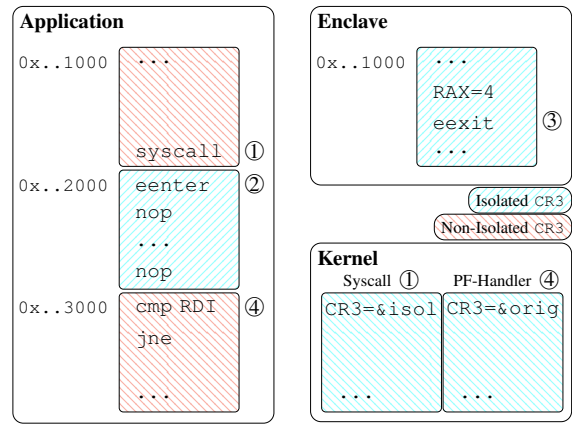 Application
0x..1000
...
syscall ①
0x..2000
eenter ②
nop
...
nop
0x..3000
cmp RDI ④
jne
...
Enclave
0x..1000
...
RAX=4
eexit ③
...
Isolated CR3
Non-Isolated CR3
Kernel
Syscall ① PF-Handler ④
CR3=&isol CR3=&orig
... ...